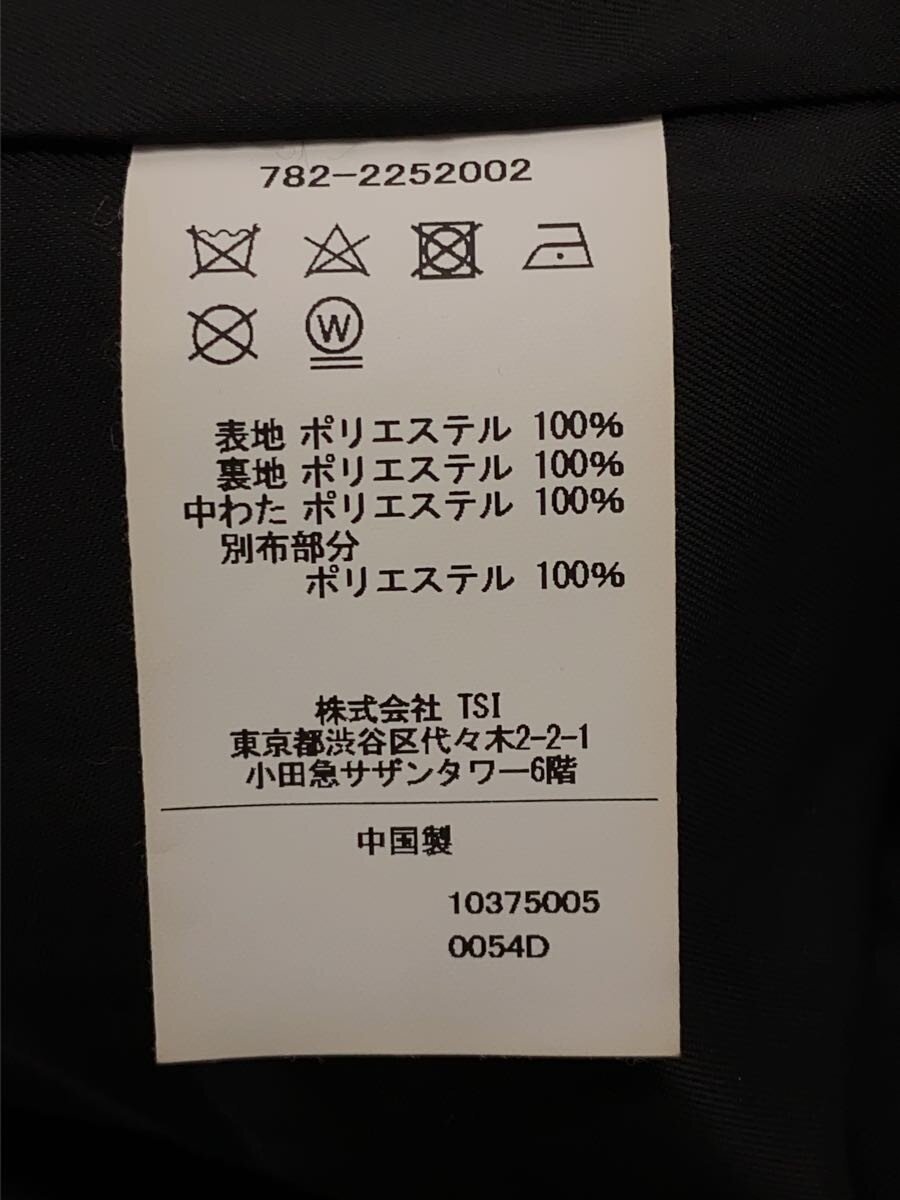 782-2252002
W
表地 ポリエステル 100%
裏地 ポリエステル 100%
中わた ポリエステル 100%
別布部分
ポリエステル 100%
株式会社 TSI
東京都渋谷区代々木2-2-1
小田急サザンタワー6階
中国製
10375005
0054D